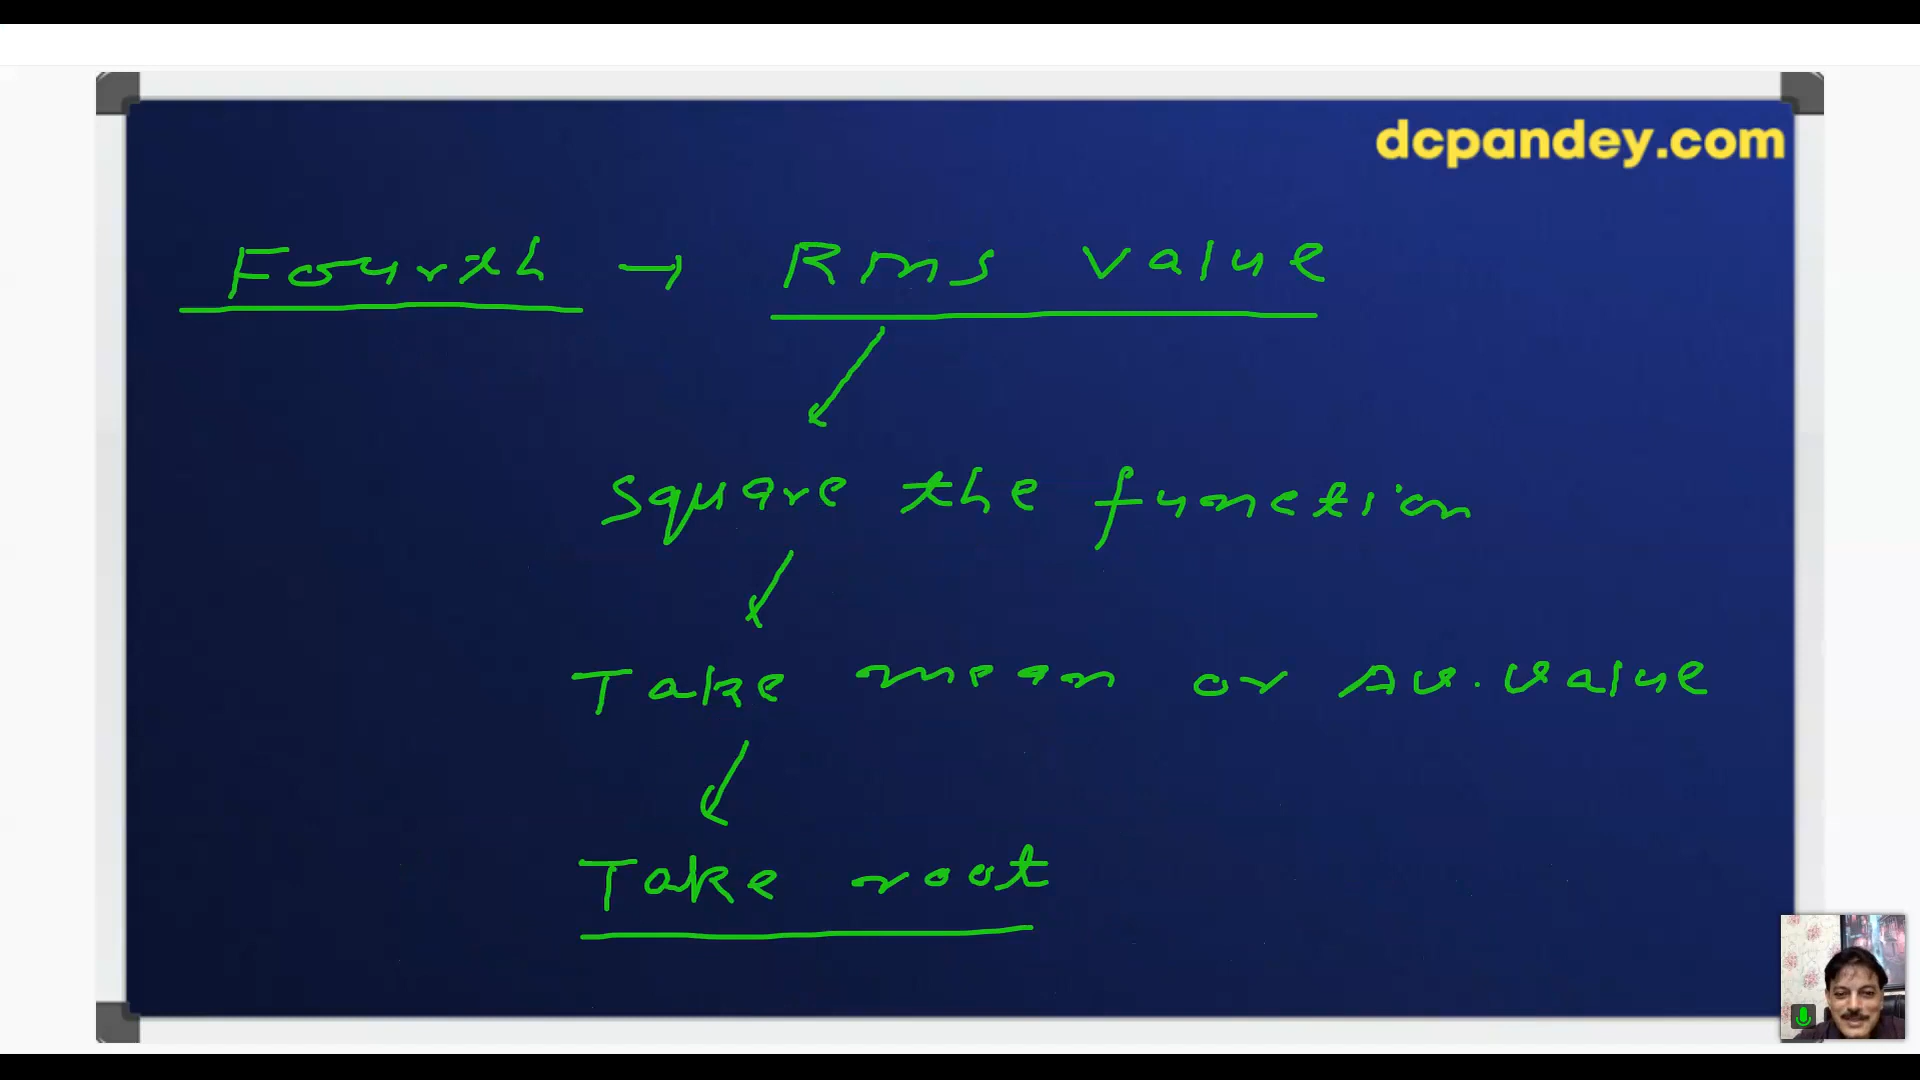 dcpandey.com
Fourth → Rms value
Square the function
Take mean or Av. value
Take root